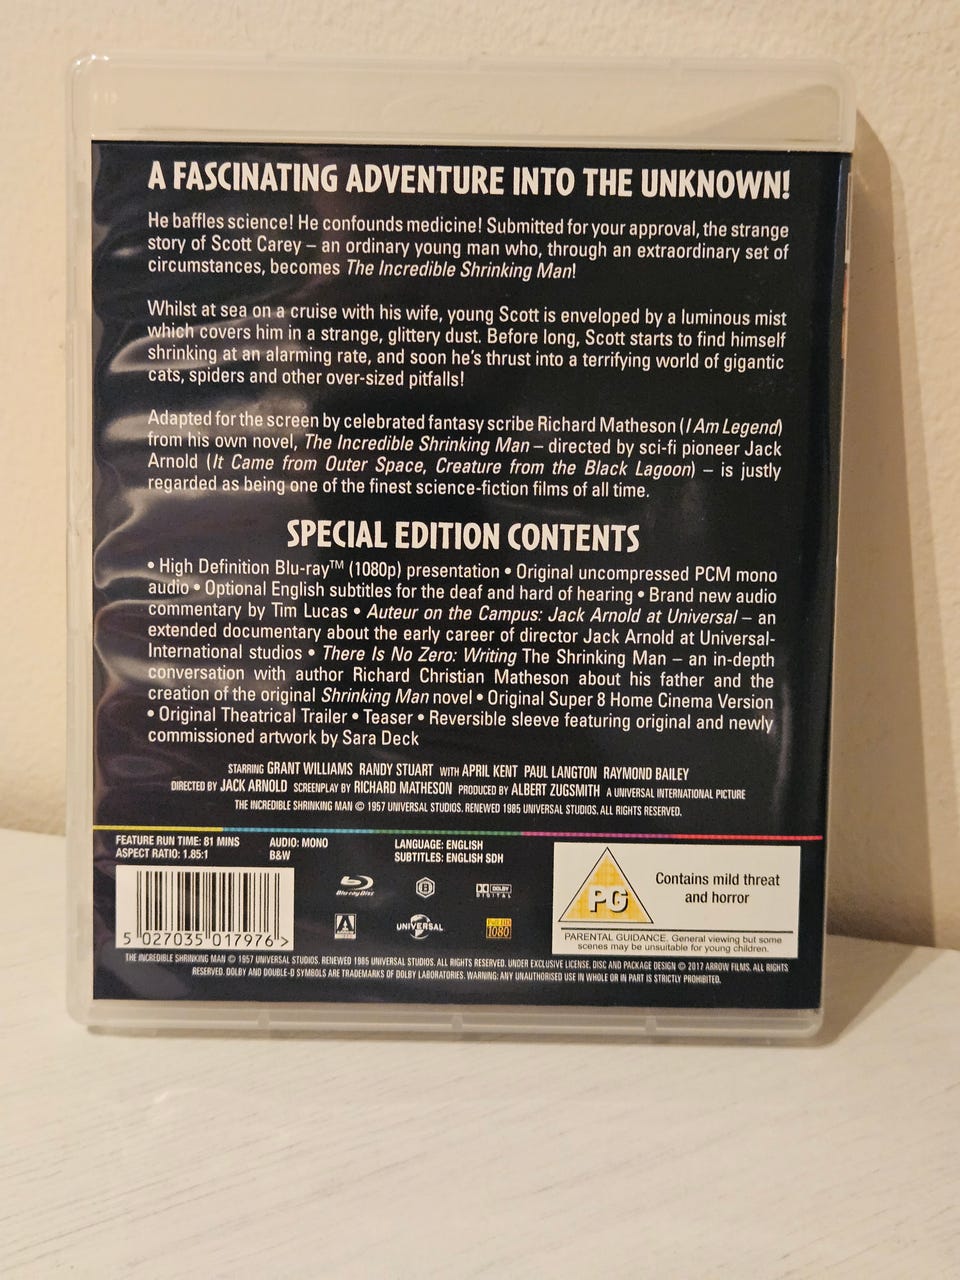 A FASCINATING ADVENTURE INTO THE UNKNOWN!
He baffles science! He confounds medicine! Submitted for your approval, the strange
story of Scott Carey – an ordinary young man who, through an extraordinary set of
circumstances, becomes The Incredible Shrinking Man!
Whilst at sea on a cruise with his wife, young Scott is enveloped by a luminous mist
which covers him in a strange, glittery dust. Before long, Scott starts to find himself
shrinking at an alarming rate, and soon he's thrust into a terrifying world of gigantic
cats, spiders and other over-sized pitfalls!
Adapted for the screen by celebrated fantasy scribe Richard Matheson (I Am Legend)
from his own novel, The Incredible Shrinking Man – directed by sci-fi pioneer Jack
Arnold (It Came from Outer Space, Creature from the Black Lagoon) – is justly
regarded as being one of the finest science-fiction films of all time.
SPECIAL EDITION CONTENTS
• High Definition Blu-ray™ (1080p) presentation • Original uncompressed PCM mono
audio • Optional English subtitles for the deaf and hard of hearing • Brand new audio
commentary by Tim Lucas • Auteur on the Campus: Jack Arnold at Universal – an
extended documentary about the early career of director Jack Arnold at Universal-
International studios • There Is No Zero: Writing The Shrinking Man – an in-depth
conversation with author Richard Christian Matheson about his father and the
creation of the original Shrinking Man novel • Original Super 8 Home Cinema Version
• Original Theatrical Trailer • Teaser • Reversible sleeve featuring original and newly
commissioned artwork by Sara Deck
STARRING GRANT WILLIAMS RANDY STUART WITH APRIL KENT PAUL LANGTON RAYMOND BAILEY
DIRECTED BY JACK ARNOLD SCREENPLAY BY RICHARD MATHESON PRODUCED BY ALBERT ZUGSMITH A UNIVERSAL INTERNATIONAL PICTURE
THE INCREDIBLE SHRINKING MAN © 1957 UNIVERSAL STUDIOS. RENEWED 1985 UNIVERSAL STUDIOS. ALL RIGHTS RESERVED.
FEATURE RUN TIME: 81 MINS AUDIO: MONO LANGUAGE: ENGLISH
ASPECT RATIO: 1.85:1 B&W SUBTITLES: ENGLISH SDH
Blu-ray Disc B DOLBY DIGITAL
ARROW UNIVERSAL FULL HD 1080
5 027035 017976 >
PG Contains mild threat
and horror
PARENTAL GUIDANCE. General viewing but some
scenes may be unsuitable for young children.
THE INCREDIBLE SHRINKING MAN © 1957 UNIVERSAL STUDIOS. RENEWED 1985 UNIVERSAL STUDIOS. ALL RIGHTS RESERVED. UNDER EXCLUSIVE LICENSE. DISC AND PACKAGE DESIGN © 2017 ARROW FILMS. ALL RIGHTS
RESERVED. DOLBY AND DOUBLE-D SYMBOLS ARE TRADEMARKS OF DOLBY LABORATORIES. WARNING: ANY UNAUTHORISED USE IN WHOLE OR IN PART IS STRICTLY PROHIBITED.